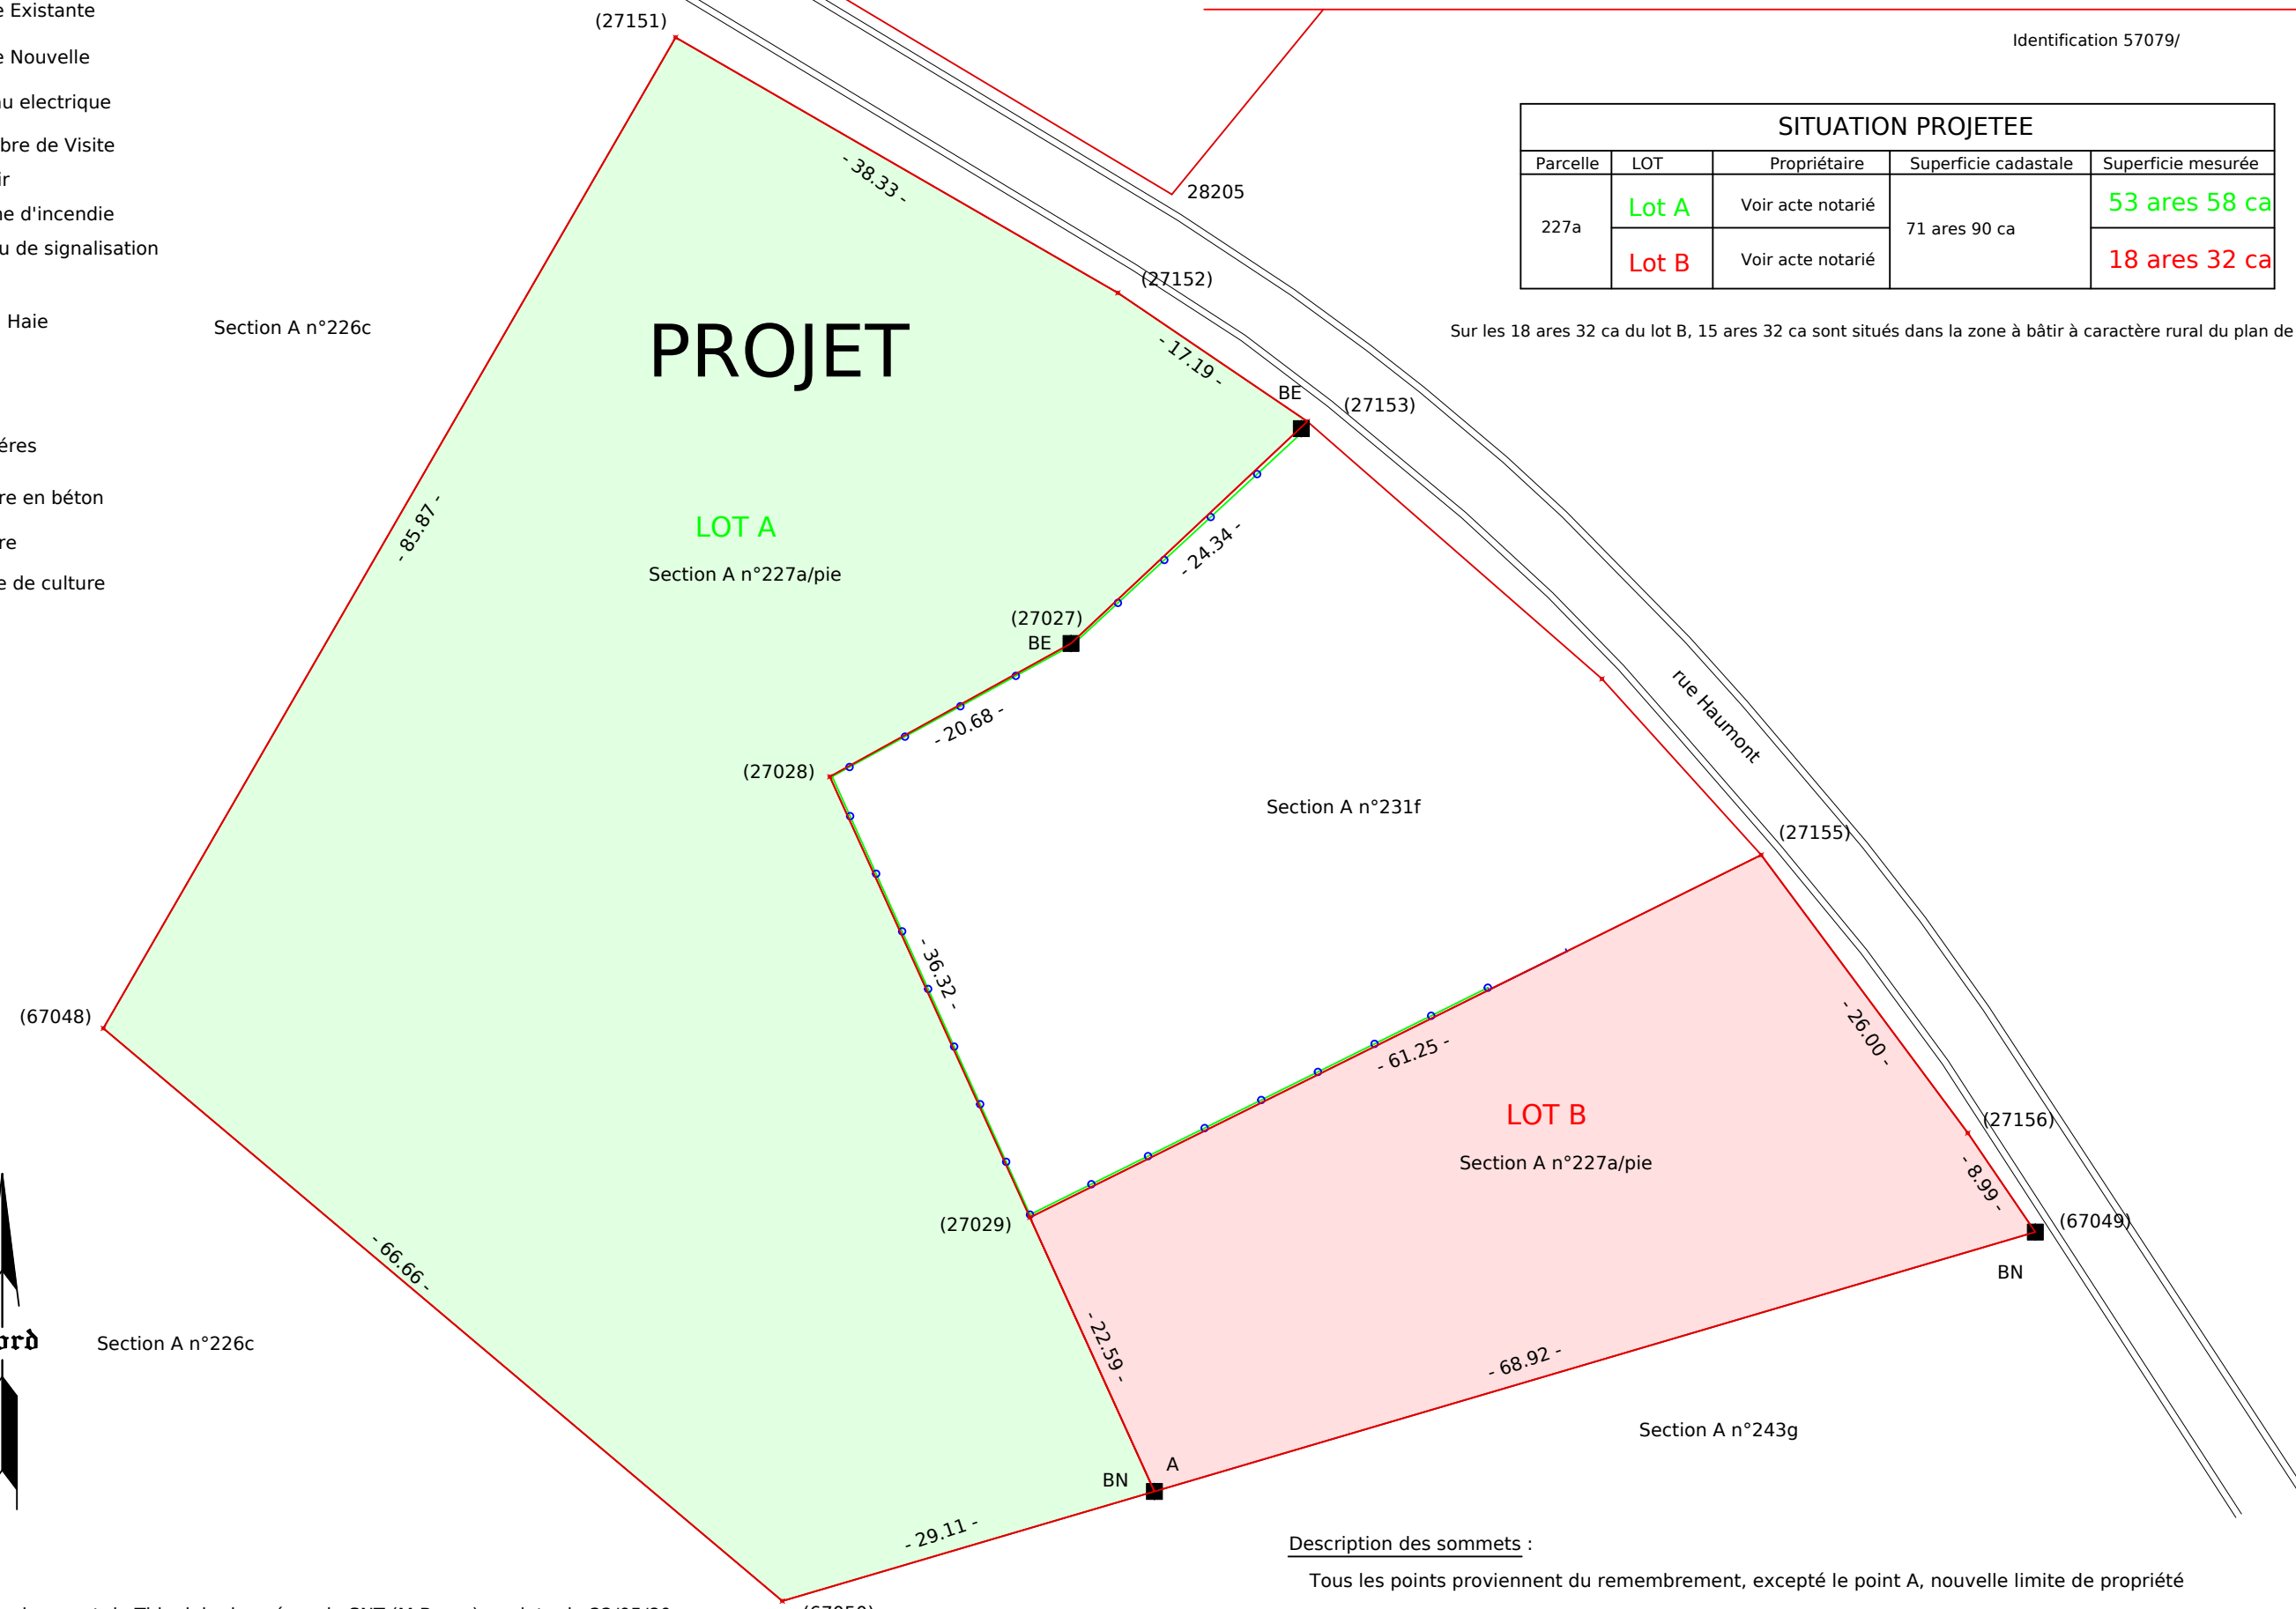 Existante
Nouvelle
electrique
de Visite
d'incendie
de signalisation
Haie
en béton
de culture
(27151)
Identification 57079/
SITUATION PROJETEE
Parcelle LOT Propriétaire Superficie cadastale Superficie mesurée
227a
Lot A Voir acte notarié 71 ares 90 ca 53 ares 58 ca
Lot B Voir acte notarié 18 ares 32 ca
Sur les 18 ares 32 ca du lot B, 15 ares 32 ca sont situés dans la zone à bâtir à caractère rural du plan de
- 38.33 -
28205
(27152)
Section A n°226c
PROJET
- 17.19 -
BE
(27153)
- 85.87 -
LOT A
Section A n°227a/pie
- 24.34 -
(27027)
BE
- 20.68 -
(27028)
rue Haumont
Section A n°231f
(27155)
- 36.32 -
(67048)
- 61.25 -
- 26.00 -
LOT B
Section A n°227a/pie
(27156)
- 8.99 -
(27029)
(67049)
BN
- 66.66 -
Section A n°226c
- 22.59 -
- 68.92 -
Section A n°243g
A
BN
- 29.11 -
Description des sommets :
Tous les points proviennent du remembrement, excepté le point A, nouvelle limite de propriété